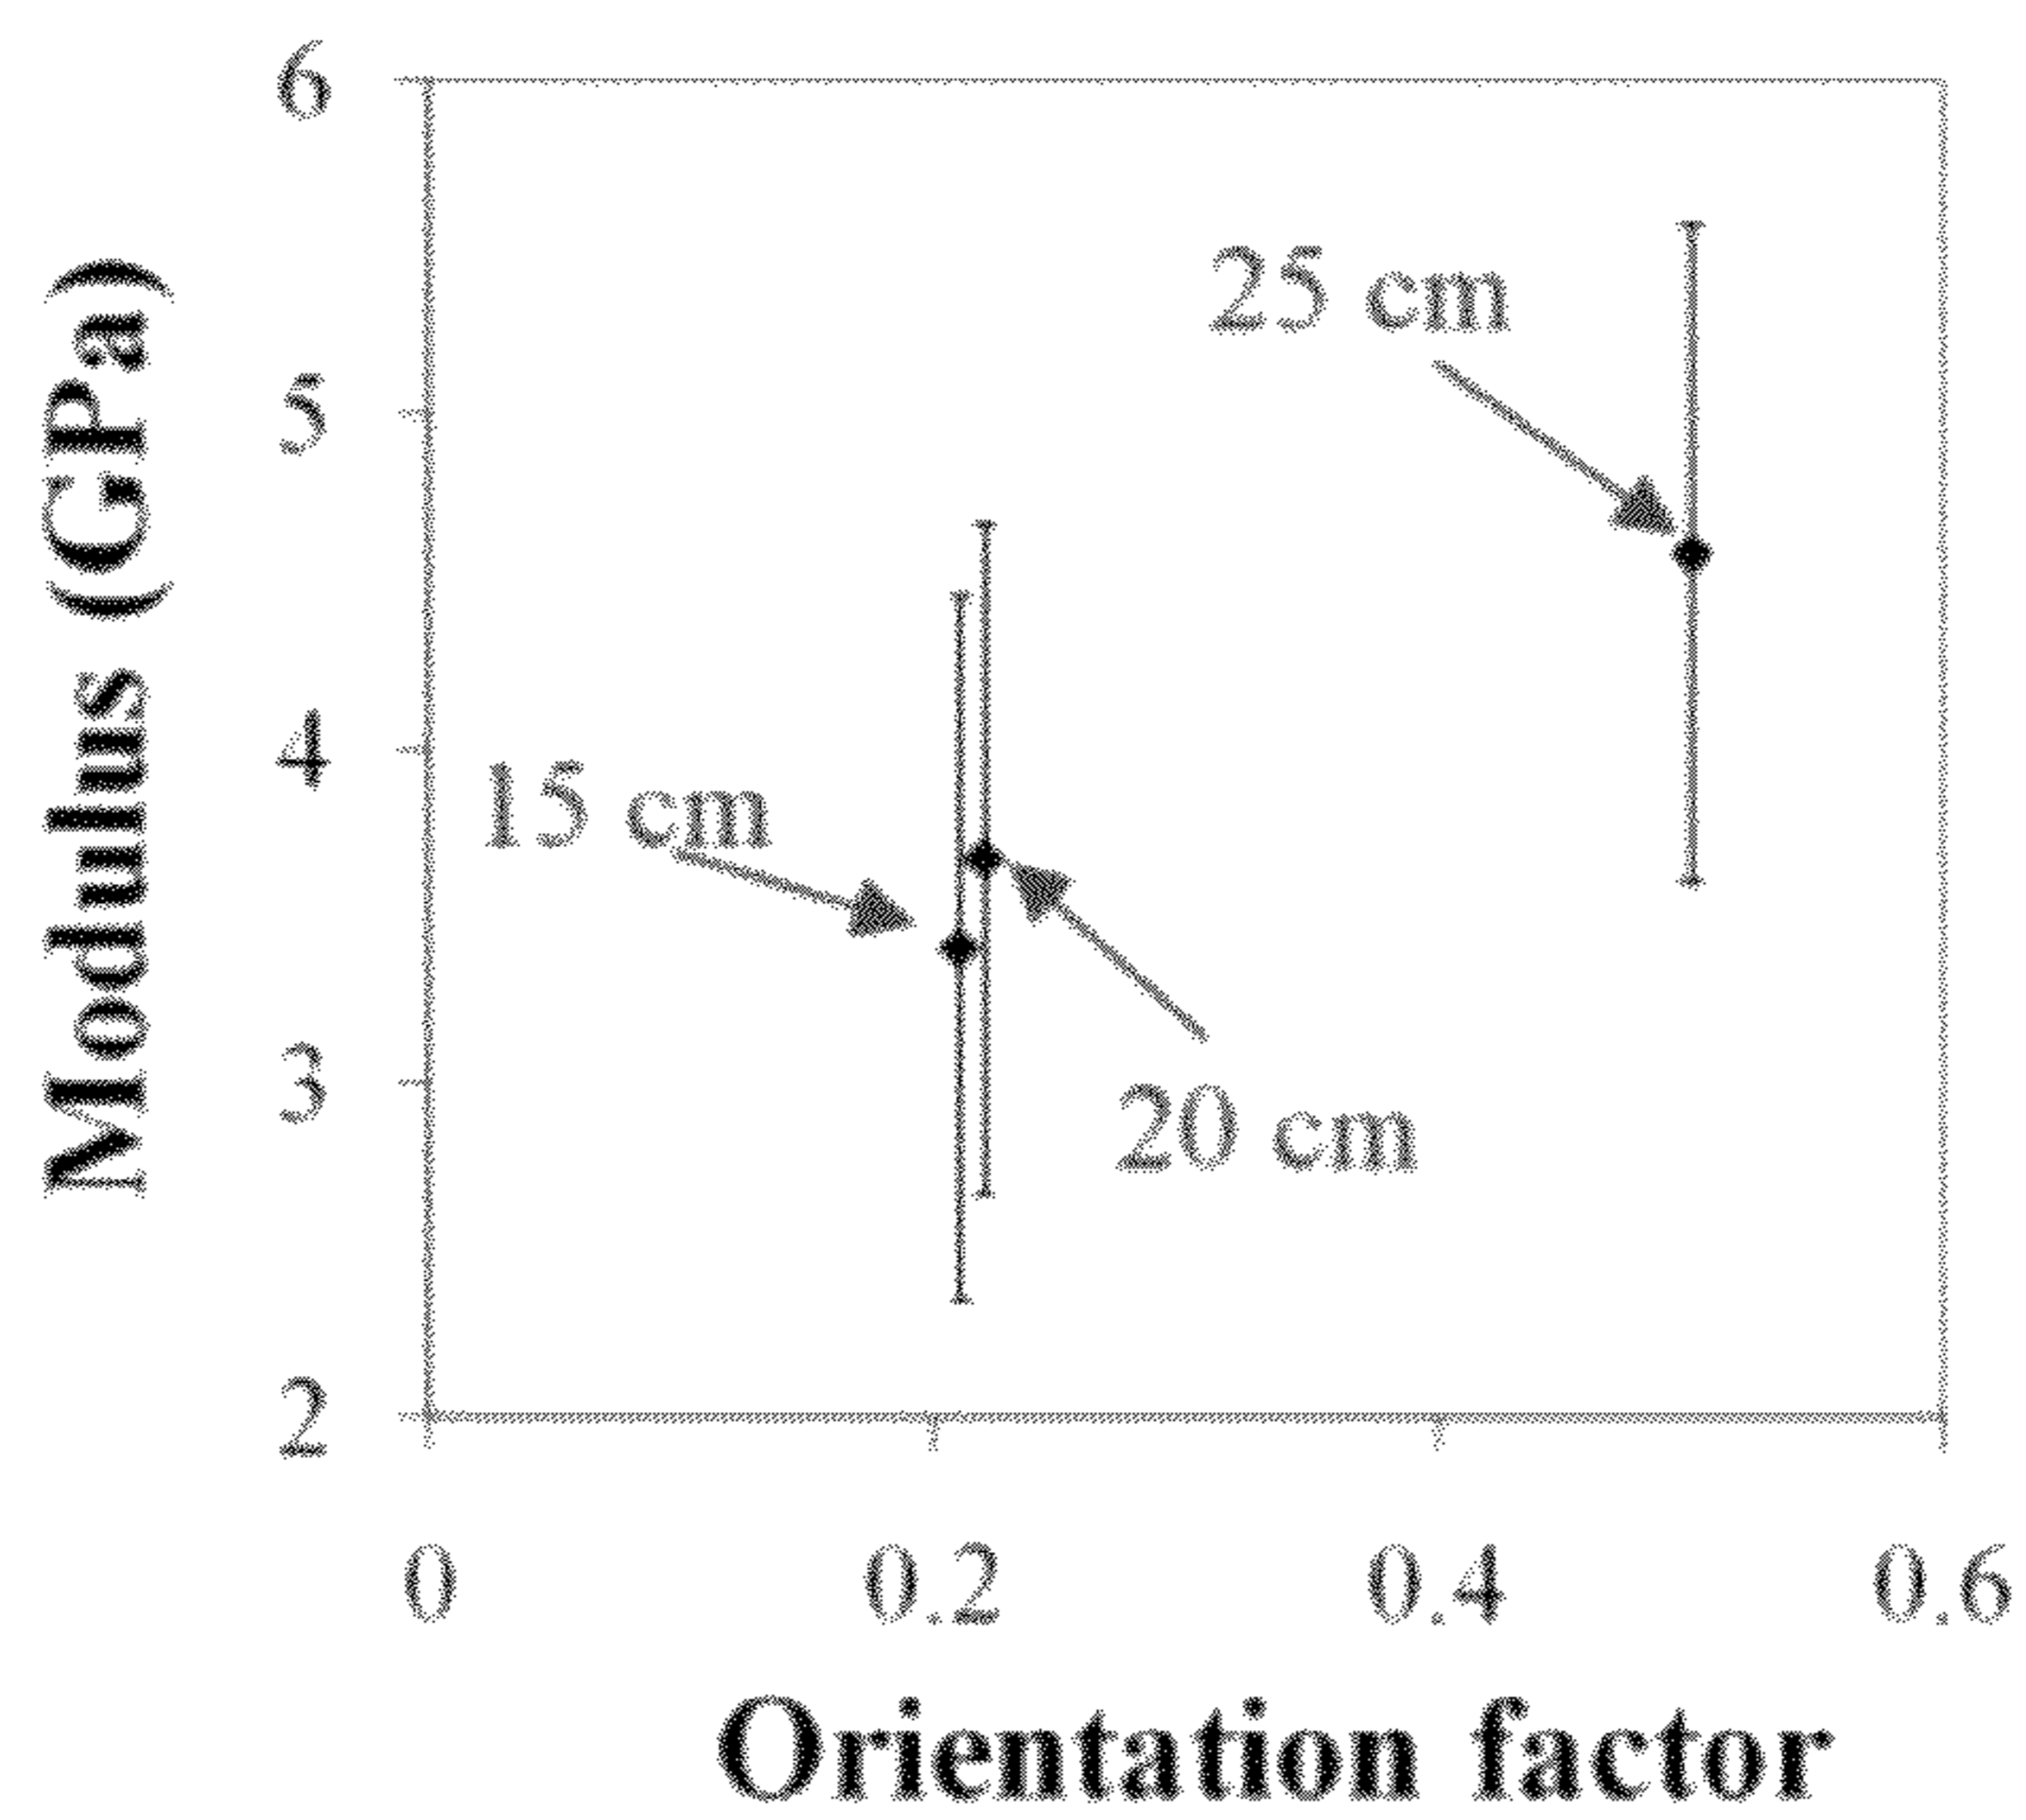 Modulus (GPa)
6
5
4
3
2
25 cm
15 cm
20 cm
0 0.2 0.4 0.6
Orientation factor